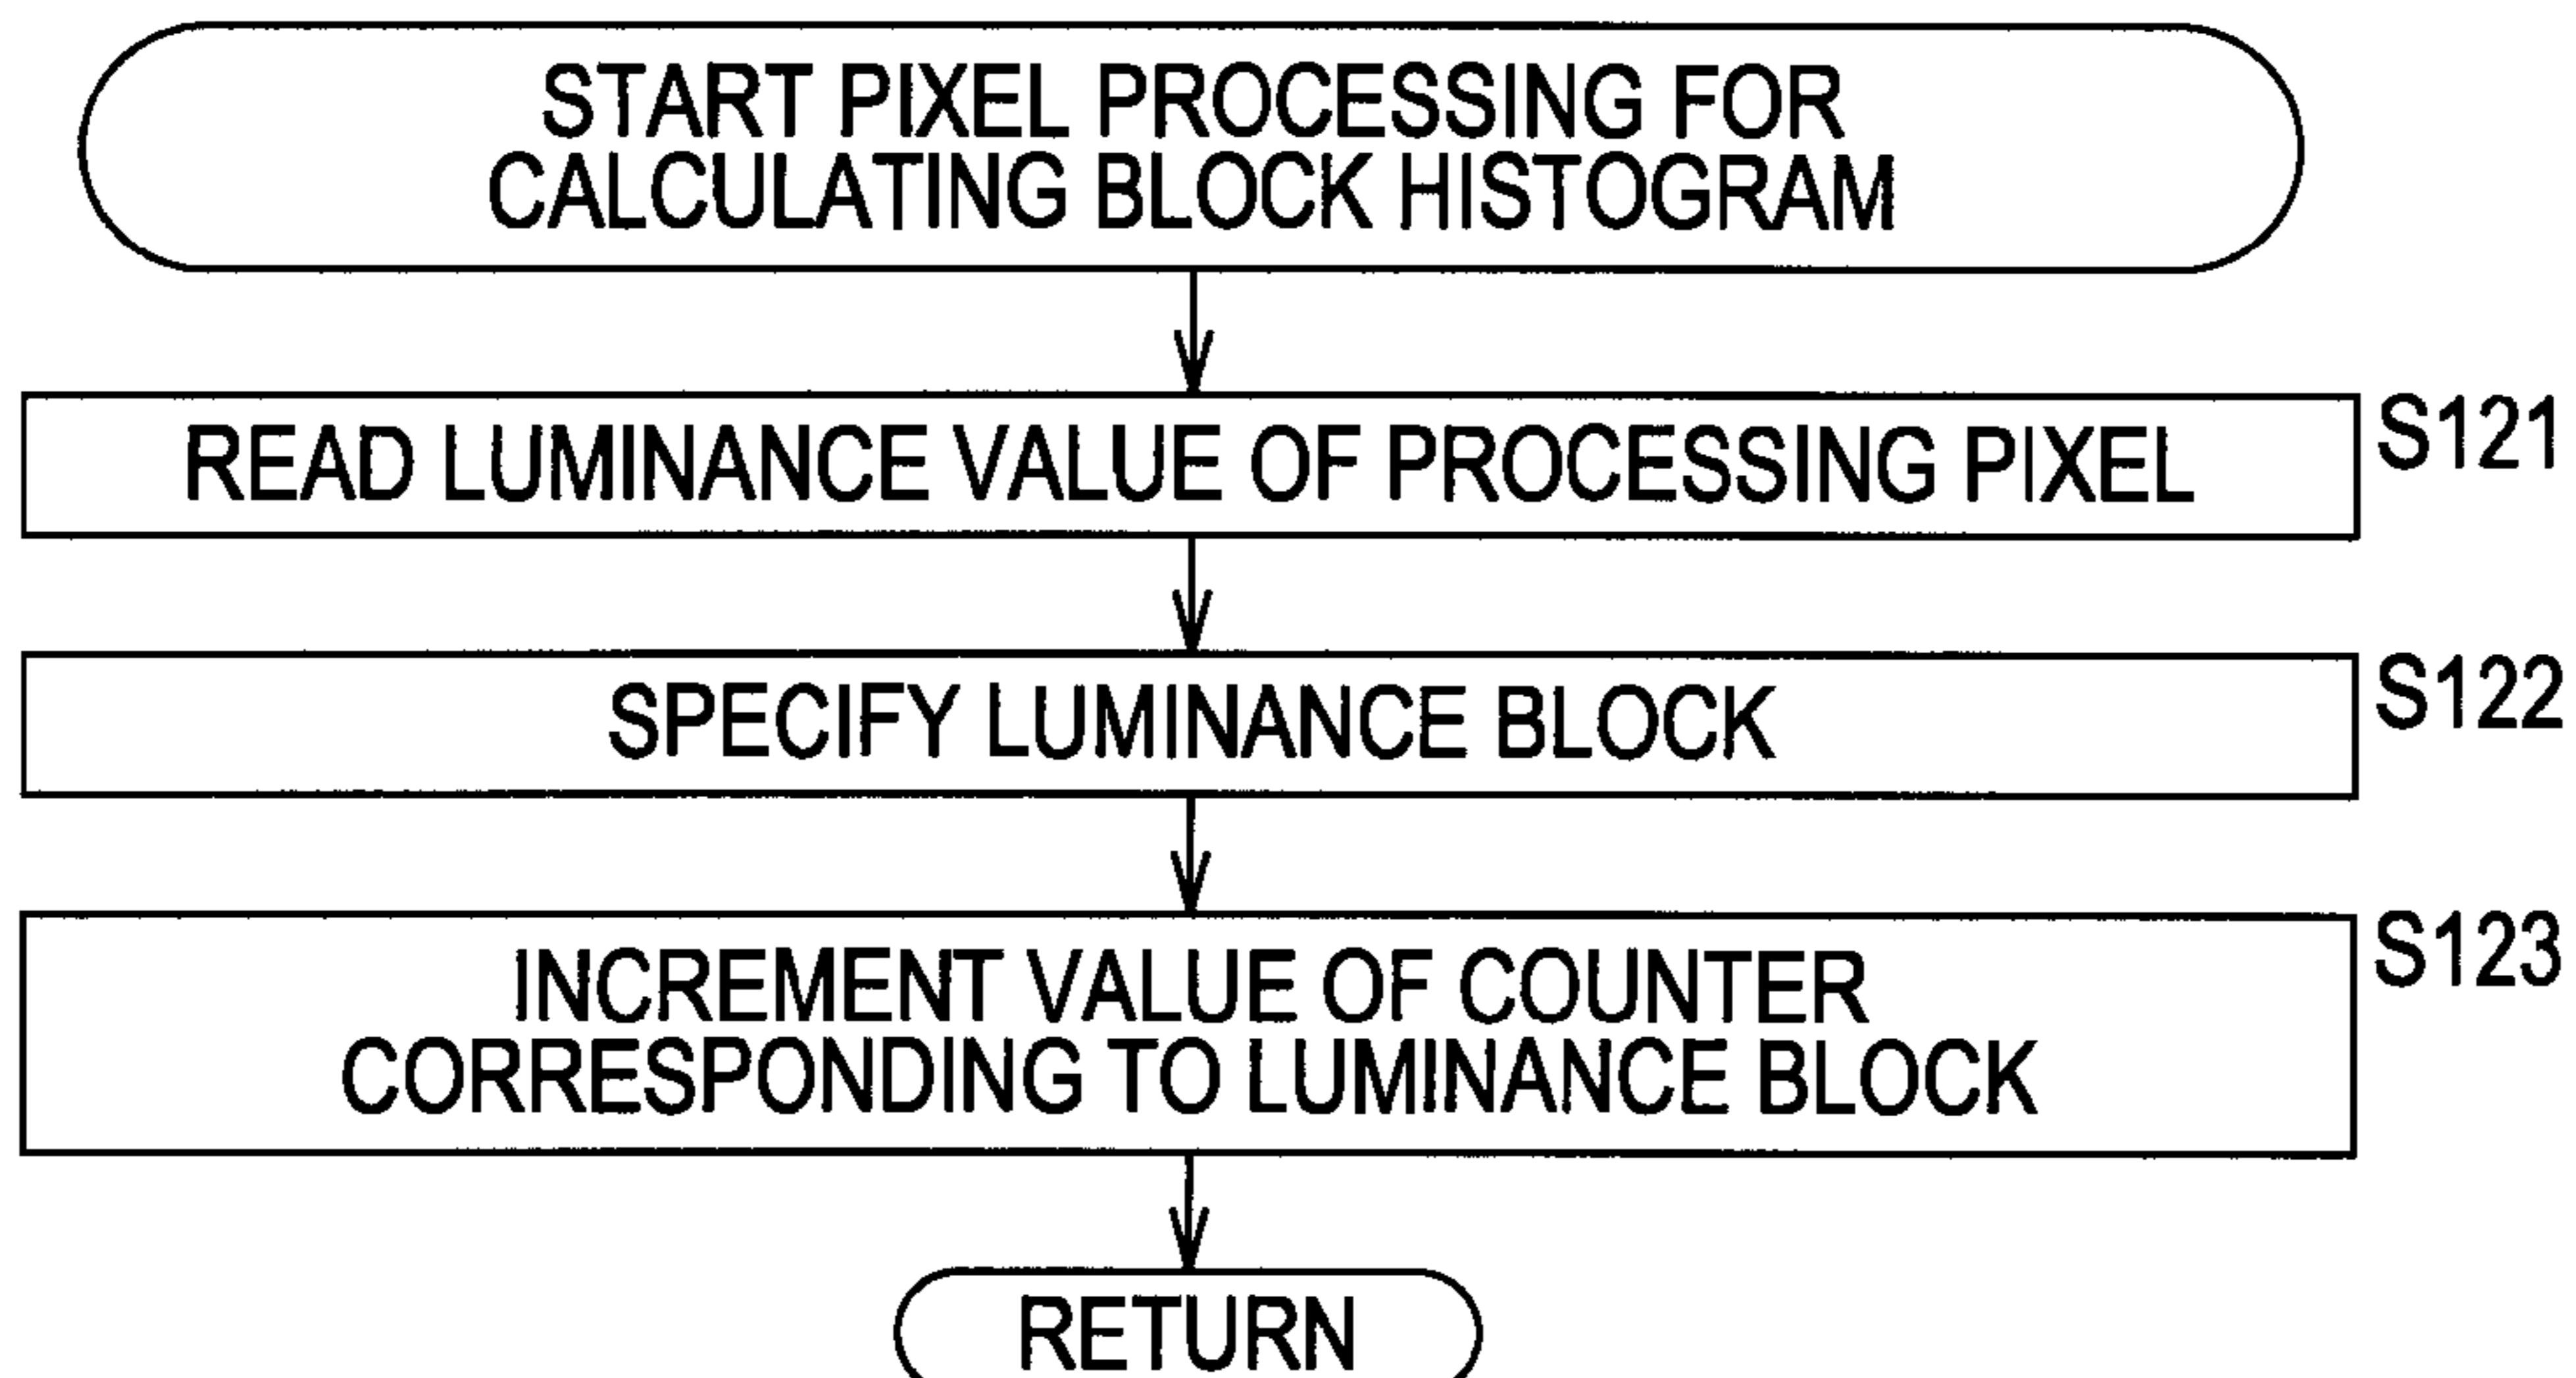 START PIXEL PROCESSING FOR
CALCULATING BLOCK HISTOGRAM
READ LUMINANCE VALUE OF PROCESSING PIXEL
S121
SPECIFY LUMINANCE BLOCK
S122
INCREMENT VALUE OF COUNTER
CORRESPONDING TO LUMINANCE BLOCK
S123
RETURN